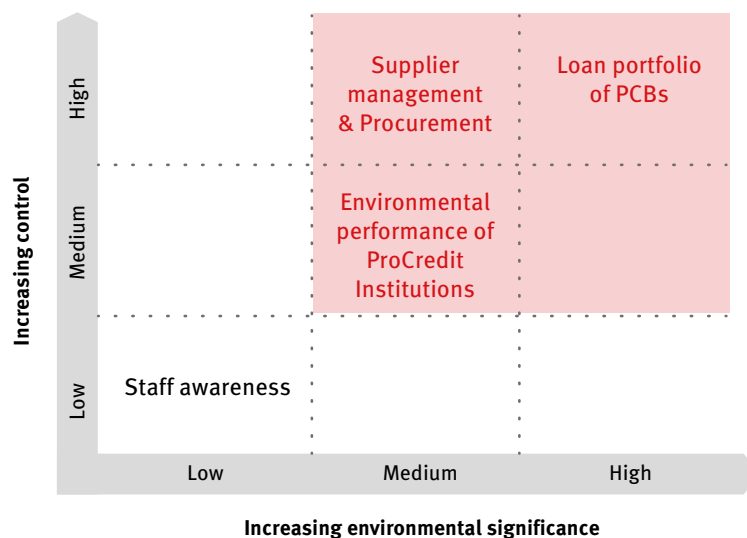 Increasing control
High
Medium
Low
Supplier
management
& Procurement
Loan portfolio
of PCBs
Environmental
performance of
ProCredit
Institutions
Staff awareness
Low
Medium
High
Increasing environmental significance